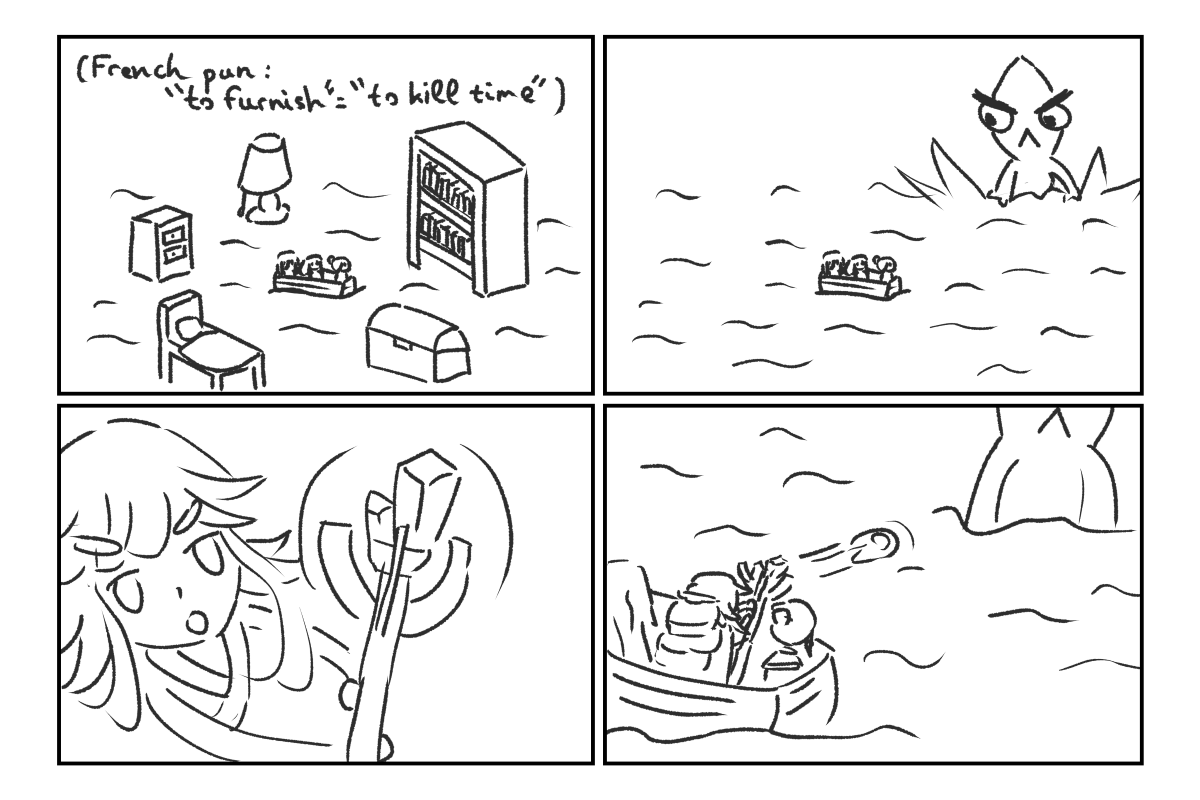 (French pun :
"to furnish" = "to kill time")